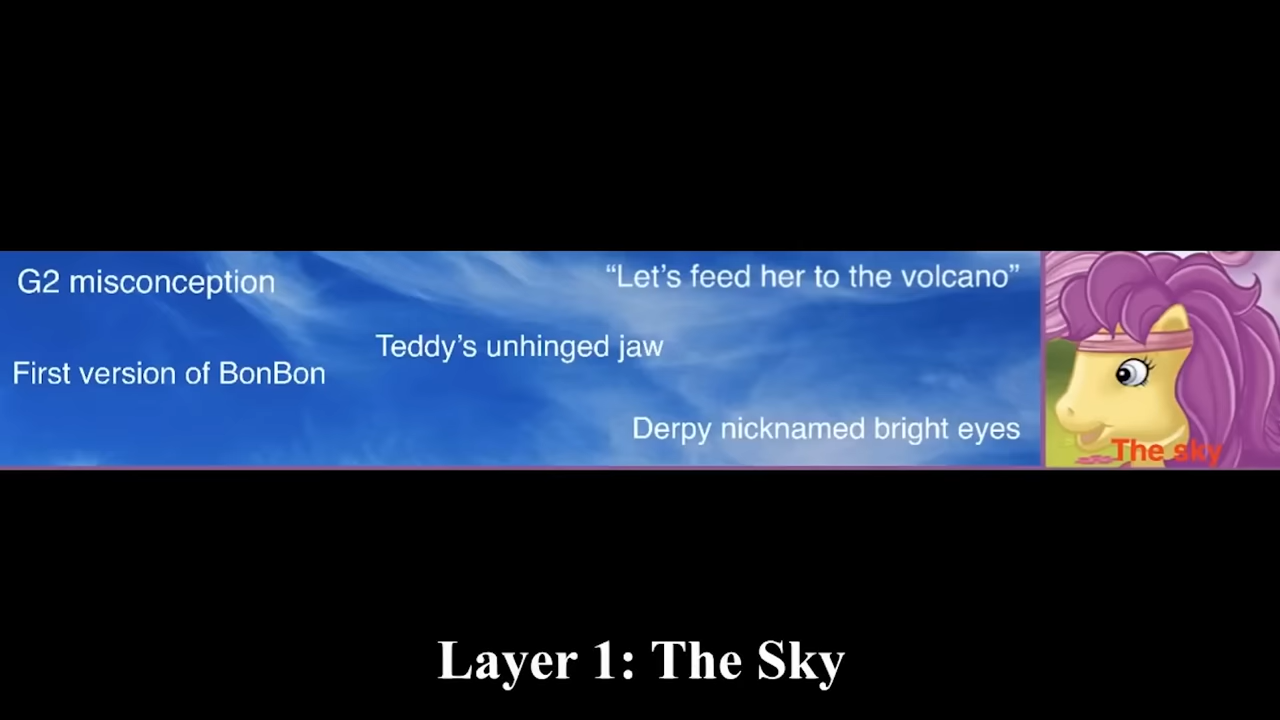 G2 misconception
“Let’s feed her to the volcano”
Teddy’s unhinged jaw
First version of BonBon
Derpy nicknamed bright eyes
The sky
Layer 1: The Sky